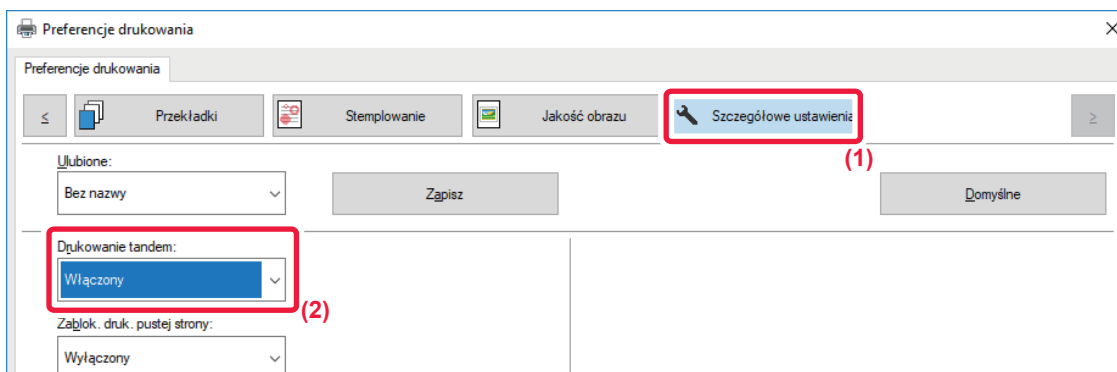 Preferencje drukowania
Preferencje drukowania
< Przekładki Stemplowanie Jakość obrazu Szczegółowe ustawienia >
(1)
Ulubione:
Bez nazwy Zapisz Domyślne
Drukowanie tandem:
Włączony
(2)
Zablok. druk. pustej strony:
Wyłączony